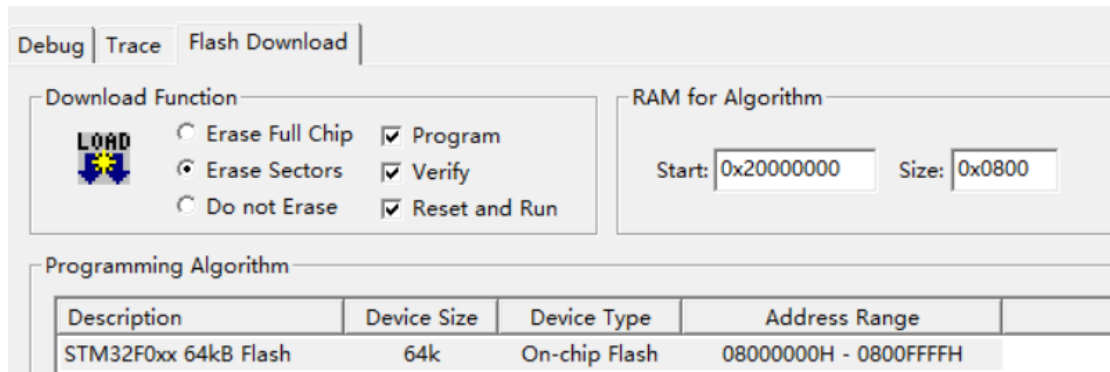 Debug Trace Flash Download
Download Function
LOAD
Erase Full Chip Program
Erase Sectors Verify
Do not Erase Reset and Run
RAM for Algorithm
Start: 0x20000000 Size: 0x0800
Programming Algorithm
Description Device Size Device Type Address Range
STM32F0xx 64kB Flash 64k On-chip Flash 08000000H - 0800FFFFH